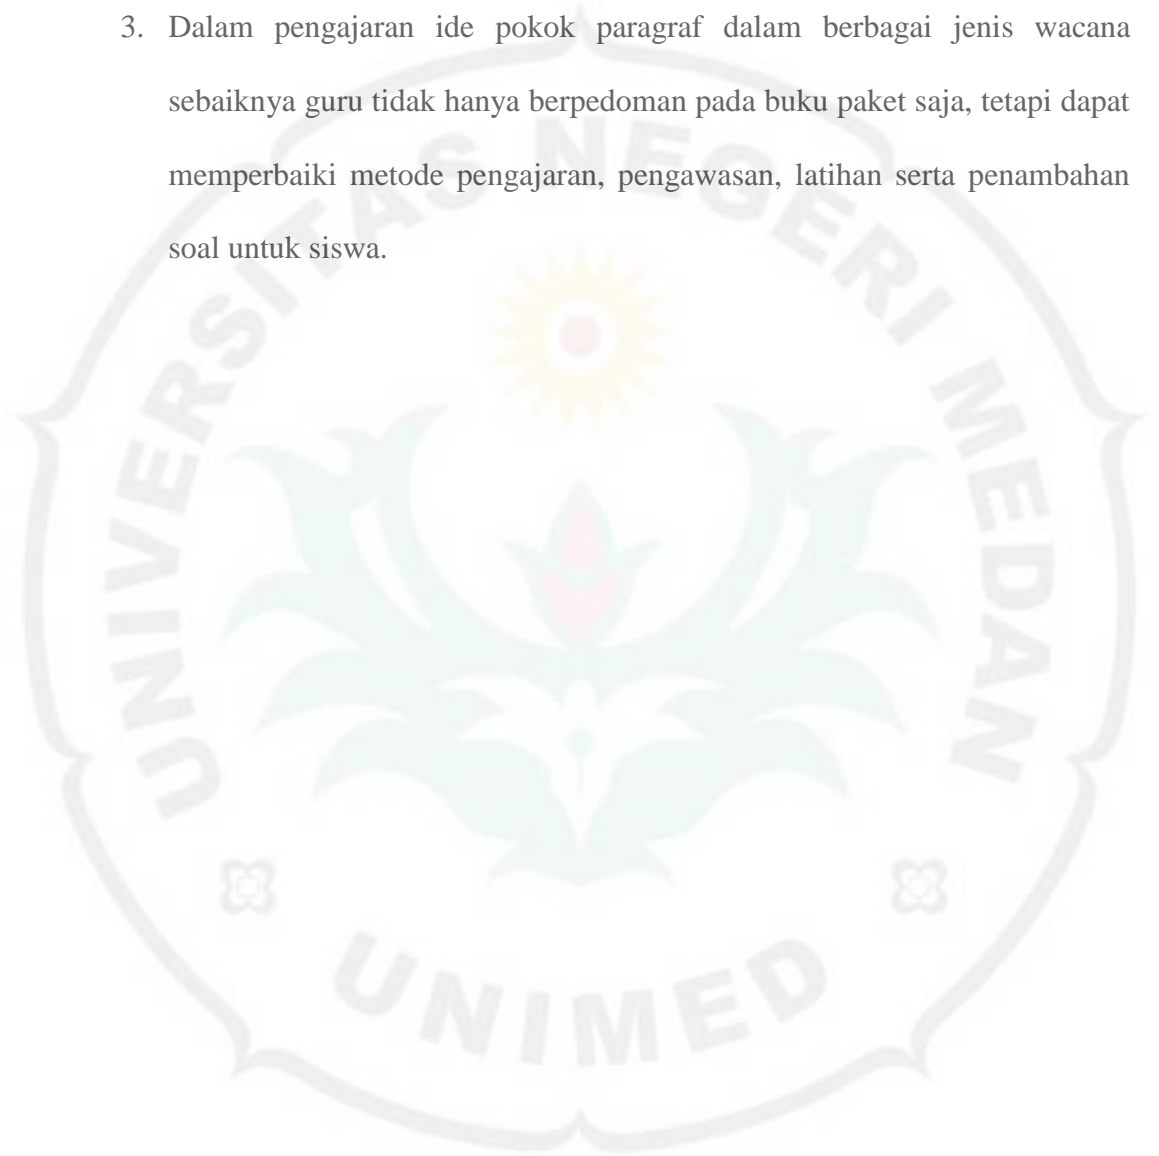 3. Dalam pengajaran ide pokok paragraf dalam berbagai jenis wacana
sebaiknya guru tidak hanya berpedoman pada buku paket saja, tetapi dapat
memperbaiki metode pengajaran, pengawasan, latihan serta penambahan
soal untuk siswa.
UNIVERSITAS NEGERI MEDAN
UNIMED